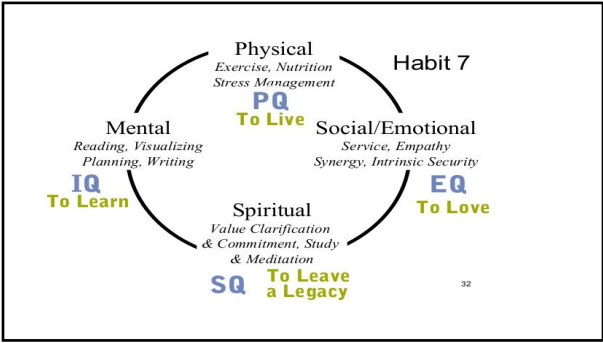 Physical
Exercise, Nutrition
Stress Management
PQ
To Live
Habit 7
Mental
Reading, Visualizing
Planning, Writing
IQ
To Learn
Social/Emotional
Service, Empathy
Synergy, Intrinsic Security
EQ
To Love
Spiritual
Value Clarification
& Commitment, Study
& Meditation
SQ
To Leave
a Legacy
32